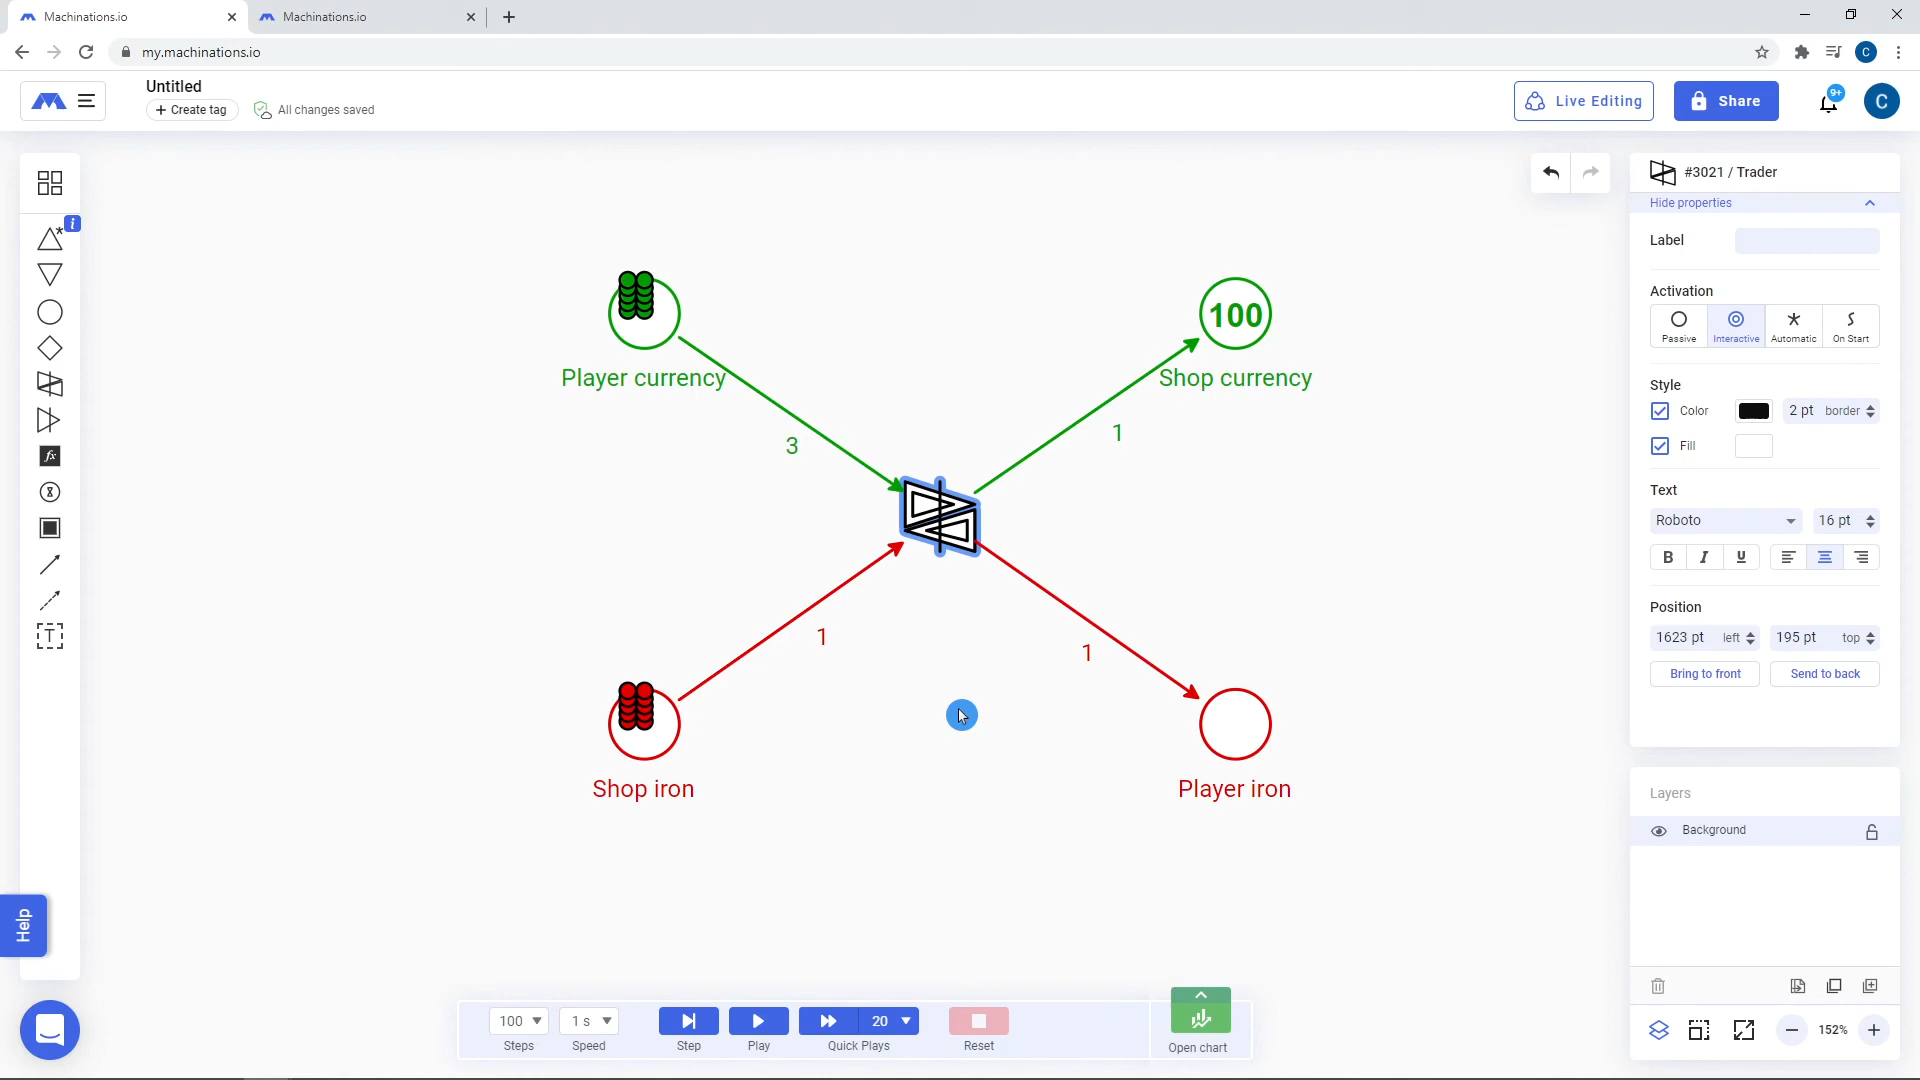 Machinations.io
Machinations.io
my.machinations.io
C
Untitled
+ Create tag
All changes saved
Live Editing
Share
9+
C
i
fx
T
Help
Player currency
100
Shop currency
3
1
1
1
Shop iron
Player iron
#3021 / Trader
Hide properties
Label
Activation
Passive
Interactive
Automatic
On Start
Style
Color
2 pt border
Fill
Text
Roboto
16 pt
B I U
Position
1623 pt left
195 pt top
Bring to front
Send to back
Layers
Background
152%
100
1 s
20
Steps
Speed
Step
Play
Quick Plays
Reset
Open chart